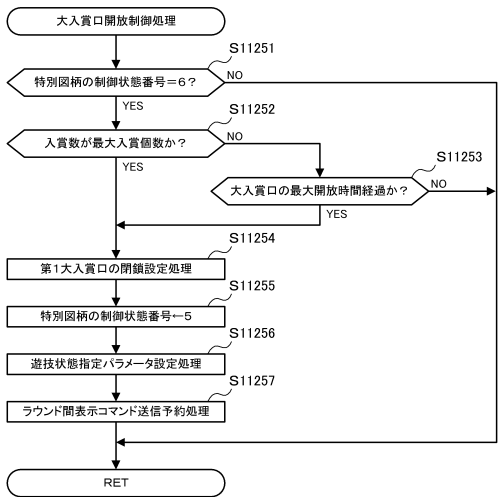 大入賞口開放制御処理
S11251
特別図柄の制御状態番号＝6？
NO
YES
S11252
入賞数が最大入賞個数か？
NO
YES
S11253
大入賞口の最大開放時間経過か？
NO
YES
S11254
第１大入賞口の閉鎖設定処理
S11255
特別図柄の制御状態番号←5
S11256
遊技状態指定パラメータ設定処理
S11257
ラウンド間表示コマンド送信予約処理
RET